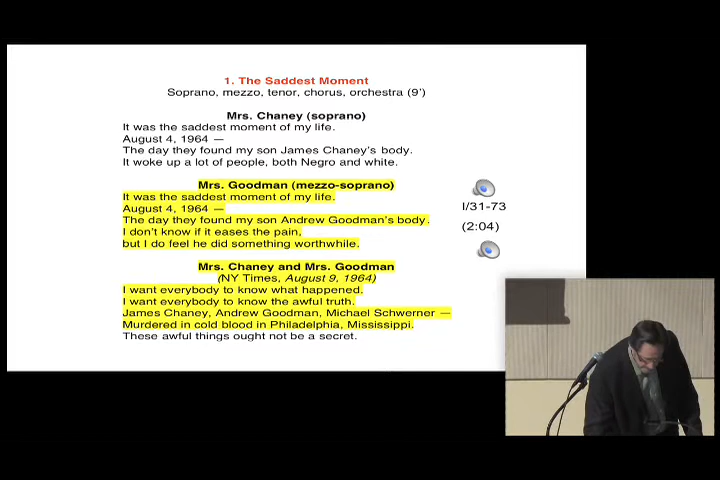 1. The Saddest Moment
Soprano, mezzo, tenor, chorus, orchestra (9')
Mrs. Chaney (soprano)
It was the saddest moment of my life.
August 4, 1964 —
The day they found my son James Chaney's body.
It woke up a lot of people, both Negro and white.
Mrs. Goodman (mezzo-soprano)
It was the saddest moment of my life.
August 4, 1964 —
The day they found my son Andrew Goodman's body.
I don't know if it eases the pain,
but I do feel he did something worthwhile.
I/31-73
(2:04)
Mrs. Chaney and Mrs. Goodman
(NY Times, August 9, 1964)
I want everybody to know what happened.
I want everybody to know the awful truth.
James Chaney, Andrew Goodman, Michael Schwerner —
Murdered in cold blood in Philadelphia, Mississippi.
These awful things ought not be a secret.